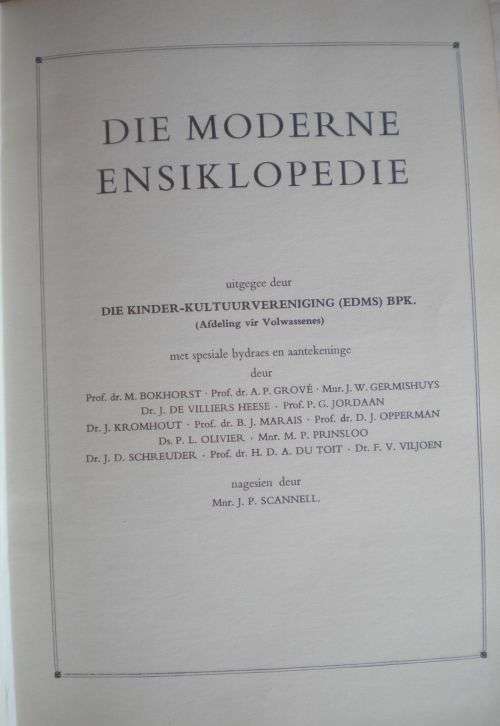 DIE MODERNE
ENSIKLOPEDIE
uitgegee deur
DIE KINDER-KULTUURVERENIGING (EDMS) BPK.
(Afdeling vir Volwassenes)
met spesiale bydraes en aantekeninge
deur
Prof. dr. M. BOKHORST · Prof. dr. A. P. GROVÉ · Mnr. J. W. GERMISHUYS
Dr. J. DE VILLIERS HEESE · Prof. P. G. JORDAAN
Dr. J. KROMHOUT · Prof. dr. B. J. MARAIS · Prof. dr. D. J. OPPERMAN
Ds. P. L. OLIVIER · Mnr. M. P. PRINSLOO
Dr. J. D. SCHREUDER · Prof. dr. H. D. A. DU TOIT · Dr. F. V. VILJOEN
nagesien deur
Mnr. J. P. SCANNELL.